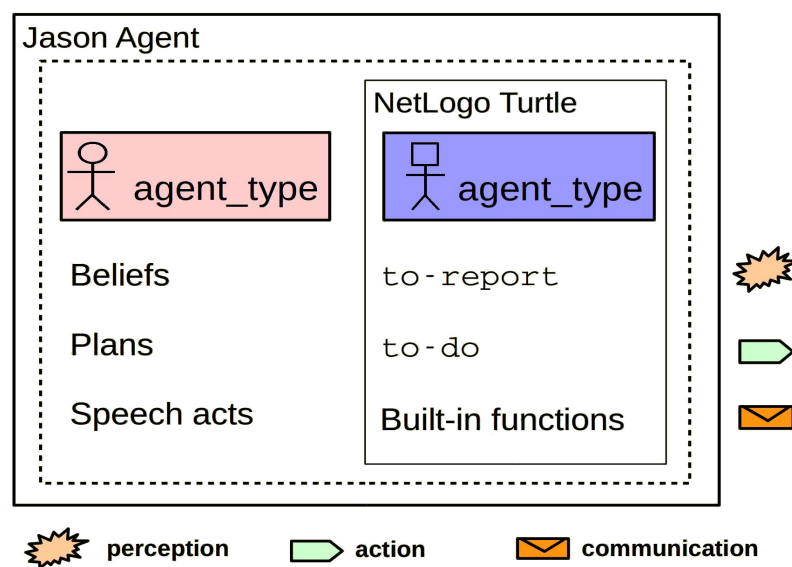 Jason Agent
NetLogo Turtle
agent_type
agent_type
Beliefs
to-report
Plans
to-do
Speech acts
Built-in functions
perception
action
communication